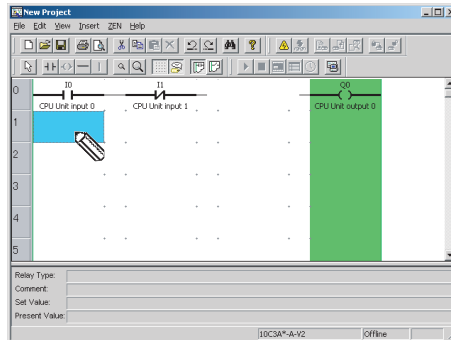 New Project
File Edit View Insert ZEN Help
0 I0 I1 Q0
CPU Unit input 0 CPU Unit input 1 CPU Unit output 0
1
2
3
4
5
Relay Type:
Comment:
Set Value:
Present Value:
10C3A*-A-V2 Offline